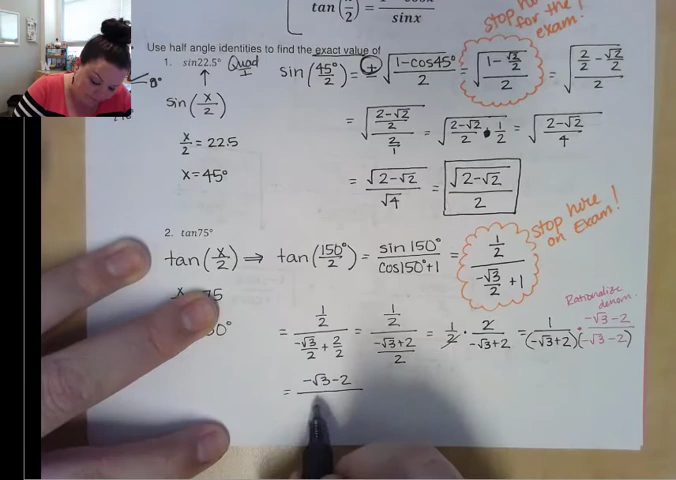 tan(x/2) =
sinx
stop here
for the
exam!
Use half angle identities to find the exact value of
1. sin22.5° Quad I
sin(45°/2) = ± √((1-cos45°)/2) = √((1-√2/2)/2) = √((2/2-√2/2)/2)
sin(x/2)
= √(((2-√2)/2)/(2/1)) = √((2-√2)/2 • 1/2) = √((2-√2)/4)
x/2 = 22.5
x = 45°
= √(2-√2)/√4 = √(2-√2)/2
stop here
on Exam!
2. tan75°
tan(x/2) ⇒ tan(150°/2) = sin150°/(cos150°+1) = (1/2)/(-√3/2 + 1)
75
Rationalize
denom.
= (1/2)/(-√3/2 + 2/2) = (1/2)/((-√3+2)/2) = 1/2 • 2/(-√3+2) = 1/(-√3+2) • (-√3-2)/(-√3-2)
= -√3-2